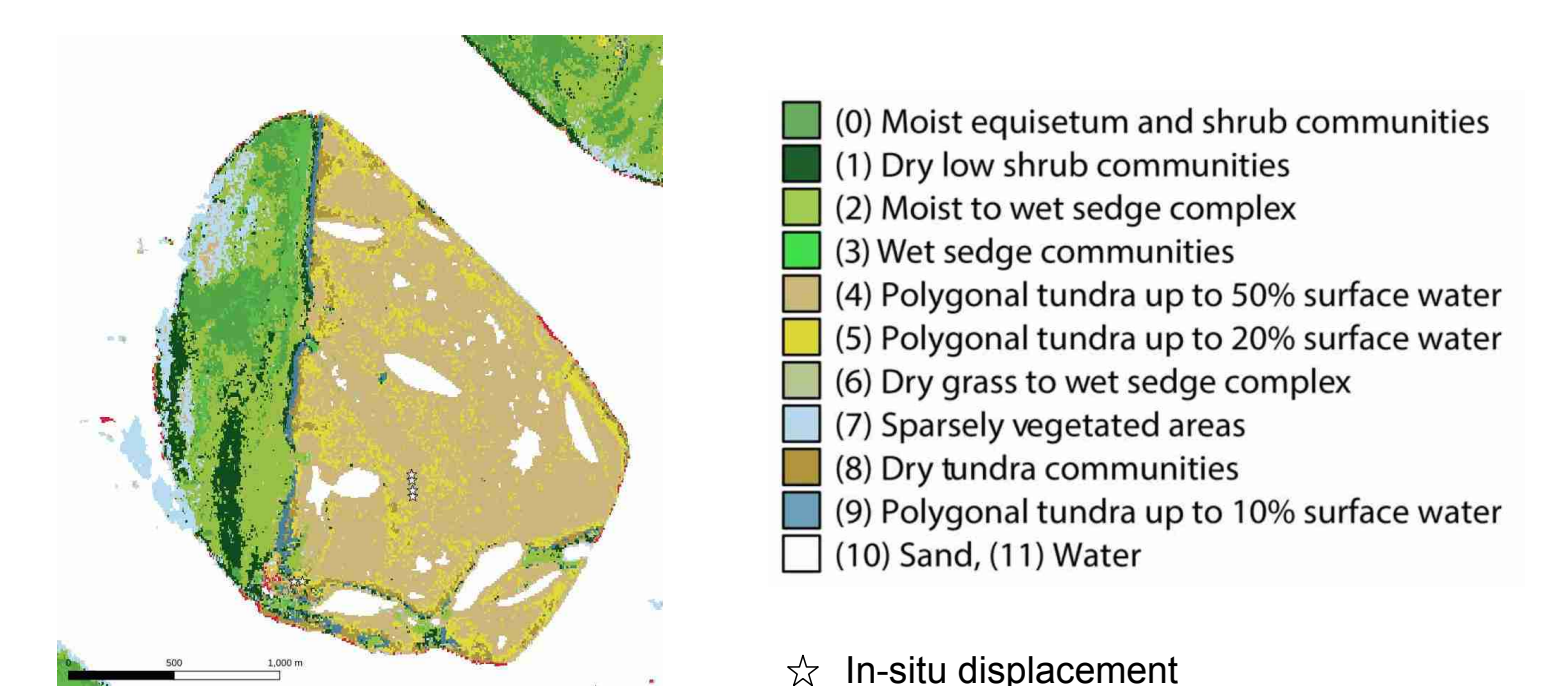 (0) Moist equisetum and shrub communities
(1) Dry low shrub communities
(2) Moist to wet sedge complex
(3) Wet sedge communities
(4) Polygonal tundra up to 50% surface water
(5) Polygonal tundra up to 20% surface water
(6) Dry grass to wet sedge complex
(7) Sparsely vegetated areas
(8) Dry tundra communities
(9) Polygonal tundra up to 10% surface water
(10) Sand, (11) Water
0 500 1,000 m
In-situ displacement